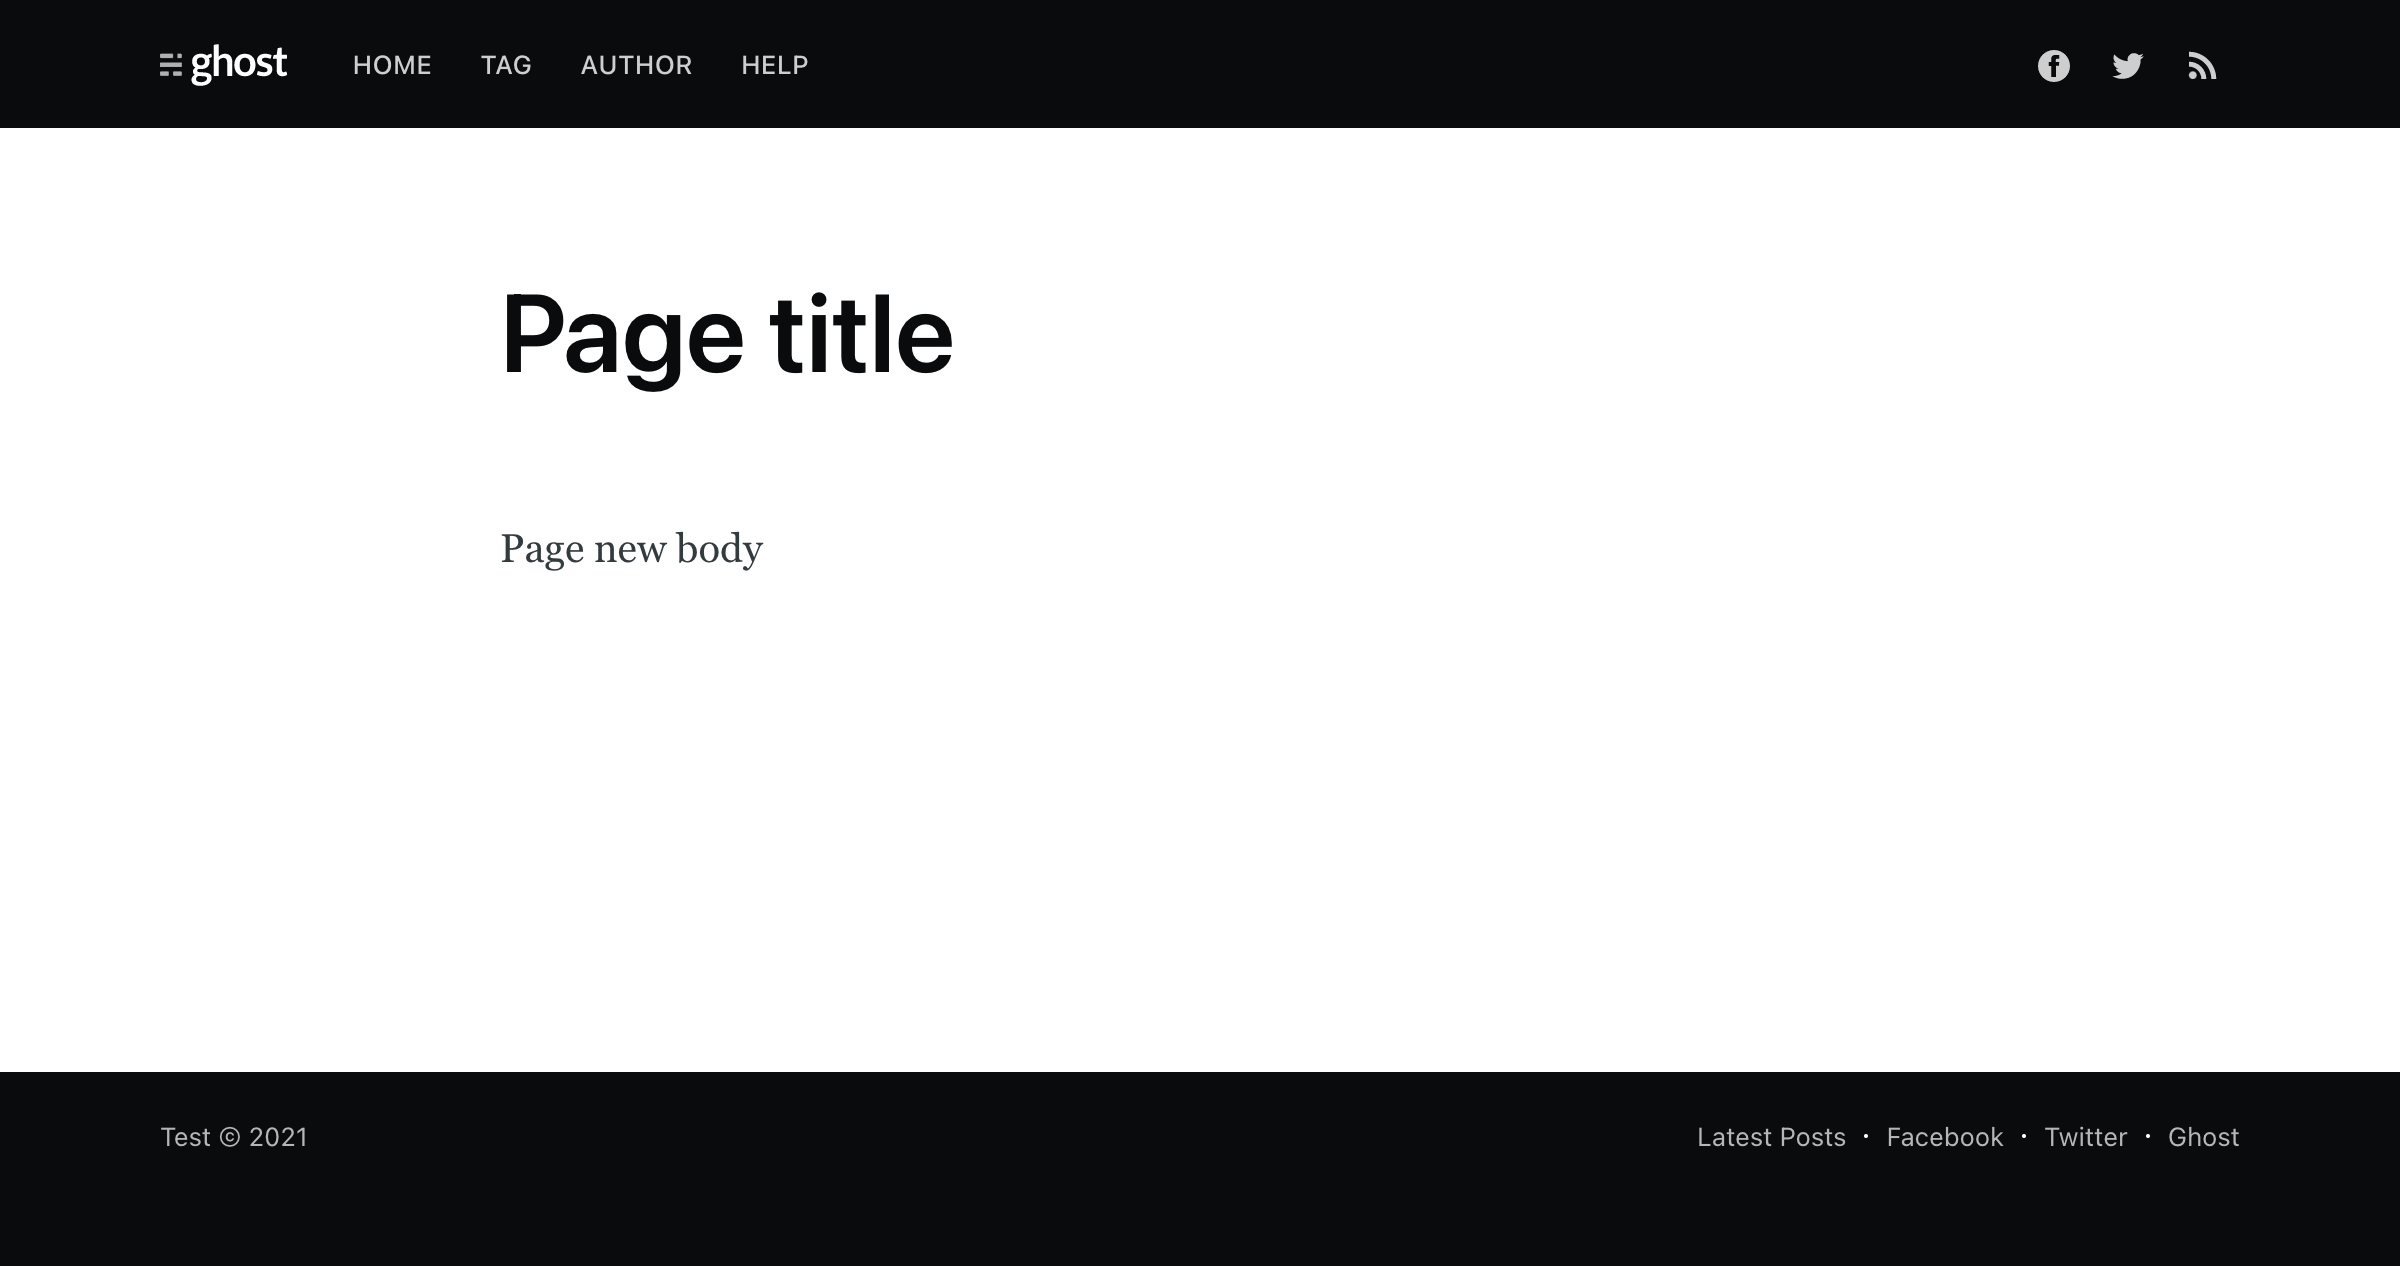 ghost HOME TAG AUTHOR HELP
Page title
Page new body
Test © 2021 Latest Posts • Facebook • Twitter • Ghost